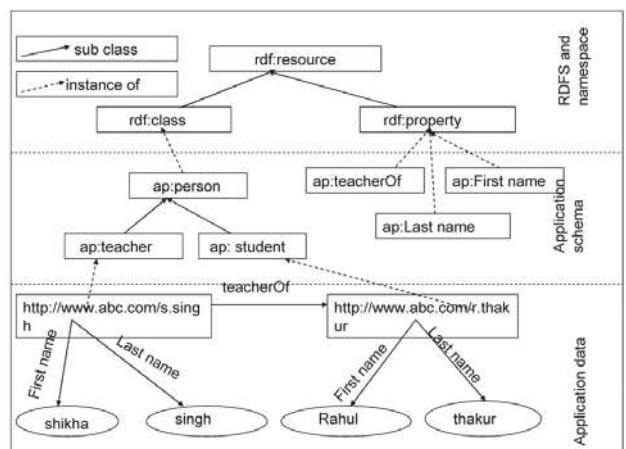 sub class
instance of
rdf:resource
RDFS and
namespace
rdf:class
rdf:property
ap:person
ap:teacherOf
ap:First name
ap:Last name
Application
schema
ap:teacher
ap: student
teacherOf
http://www.abc.com/s.sing
h
http://www.abc.com/r.thak
ur
First name
Last name
First name
Last name
Application data
shikha
singh
Rahul
thakur